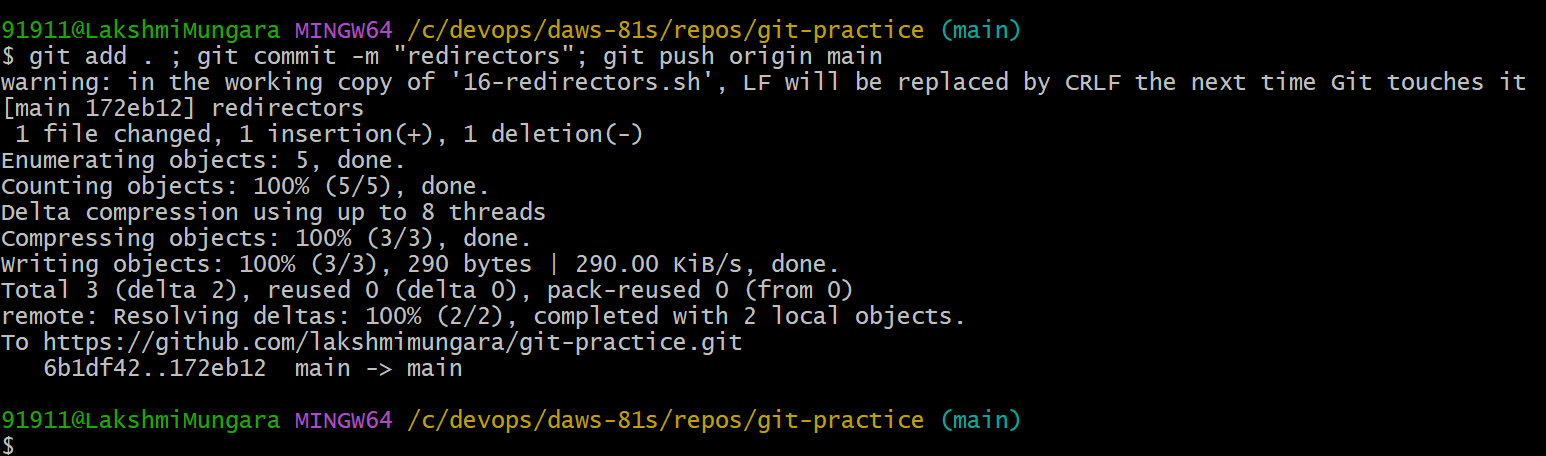 91911@LakshmiMungara MINGW64 /c/devops/daws-81s/repos/git-practice (main)
$ git add . ; git commit -m "redirectors"; git push origin main
warning: in the working copy of '16-redirectors.sh', LF will be replaced by CRLF the next time Git touches it
[main 172eb12] redirectors
 1 file changed, 1 insertion(+), 1 deletion(-)
Enumerating objects: 5, done.
Counting objects: 100% (5/5), done.
Delta compression using up to 8 threads
Compressing objects: 100% (3/3), done.
Writing objects: 100% (3/3), 290 bytes | 290.00 KiB/s, done.
Total 3 (delta 2), reused 0 (delta 0), pack-reused 0 (from 0)
remote: Resolving deltas: 100% (2/2), completed with 2 local objects.
To https://github.com/lakshmimungara/git-practice.git
   6b1df42..172eb12  main -> main
91911@LakshmiMungara MINGW64 /c/devops/daws-81s/repos/git-practice (main)
$